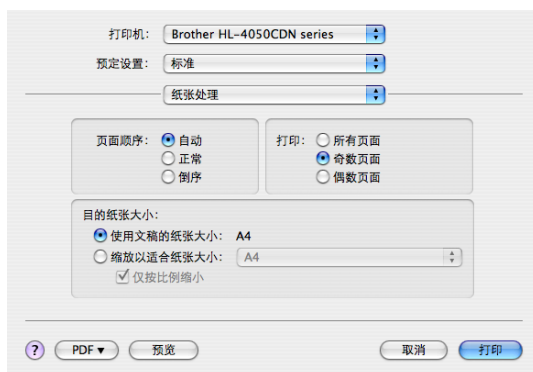 打印机: Brother HL-4050CDN series
预定设置: 标准
纸张处理
页面顺序: 自动 打印: 所有页面
正常 奇数页面
倒序 偶数页面
目的纸张大小:
使用文稿的纸张大小: A4
缩放以适合纸张大小: A4
仅按比例缩小
? PDF▼ 预览 取消 打印